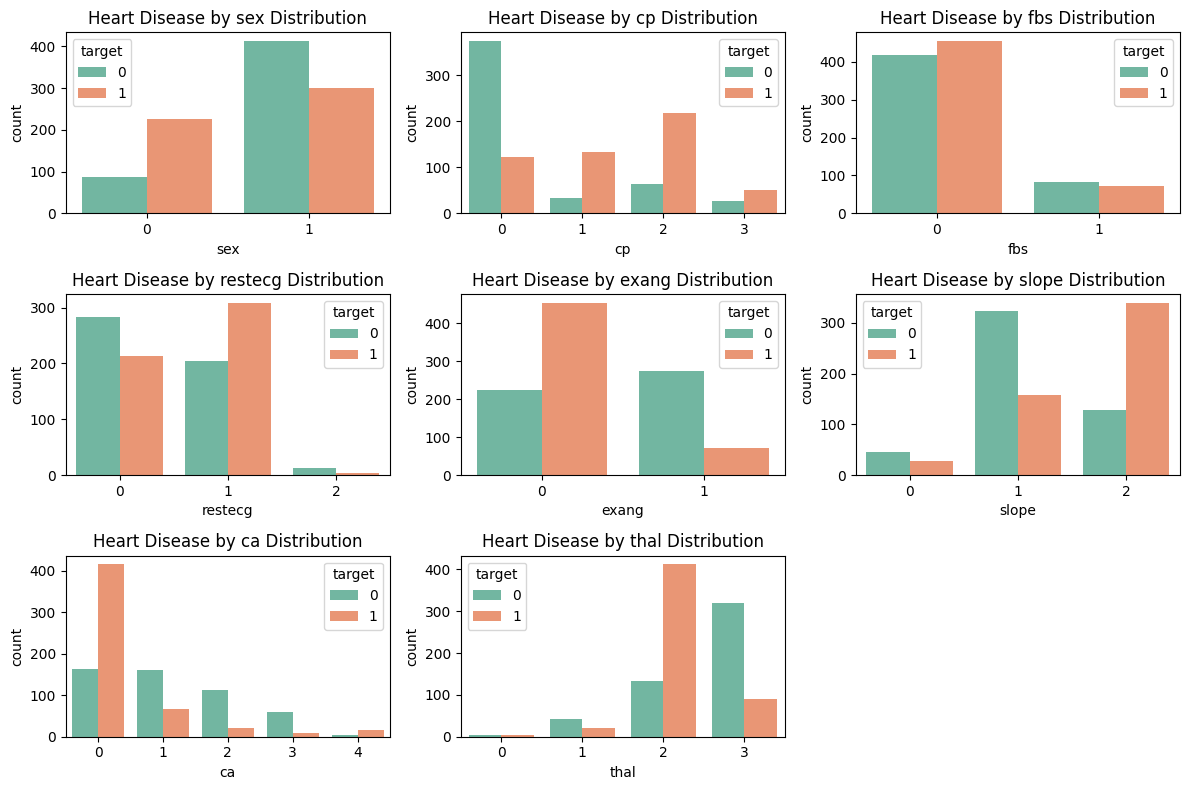 Heart Disease by sex Distribution
target
0
1
400
300
200
100
0
count
0 1
sex
Heart Disease by cp Distribution
target
0
1
300
200
100
0
count
0 1 2 3
cp
Heart Disease by fbs Distribution
target
0
1
400
300
200
100
0
count
0 1
fbs
Heart Disease by restecg Distribution
target
0
1
300
200
100
0
count
0 1 2
restecg
Heart Disease by exang Distribution
target
0
1
400
300
200
100
0
count
0 1
exang
Heart Disease by slope Distribution
target
0
1
300
200
100
0
count
0 1 2
slope
Heart Disease by ca Distribution
target
0
1
400
300
200
100
0
count
0 1 2 3 4
ca
Heart Disease by thal Distribution
target
0
1
400
300
200
100
0
count
0 1 2 3
thal